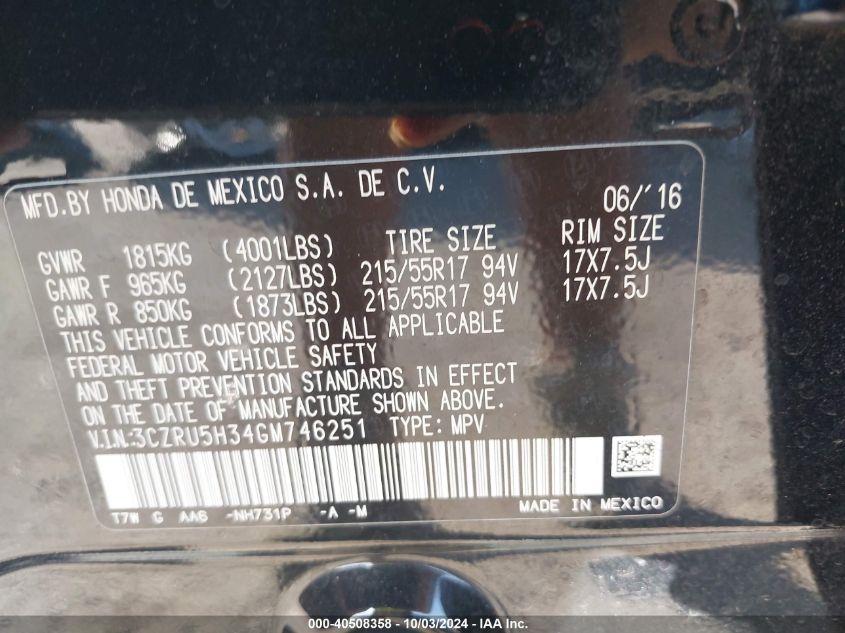 MFD.BY HONDA DE MEXICO S.A. DE C.V. 06/'16
GVWR 1815KG (4001LBS) TIRE SIZE RIM SIZE
GAWR F 965KG (2127LBS) 215/55R17 94V 17X7.5J
GAWR R 850KG (1873LBS) 215/55R17 94V 17X7.5J
THIS VEHICLE CONFORMS TO ALL APPLICABLE
FEDERAL MOTOR VEHICLE SAFETY
AND THEFT PREVENTION STANDARDS IN EFFECT
ON THE DATE OF MANUFACTURE SHOWN ABOVE.
V.I.N:3CZRU5H34GM746251 TYPE: MPV
T7W G AA6 -NH731P -A -M MADE IN MEXICO
000-40508358 - 10/03/2024 - IAA Inc.